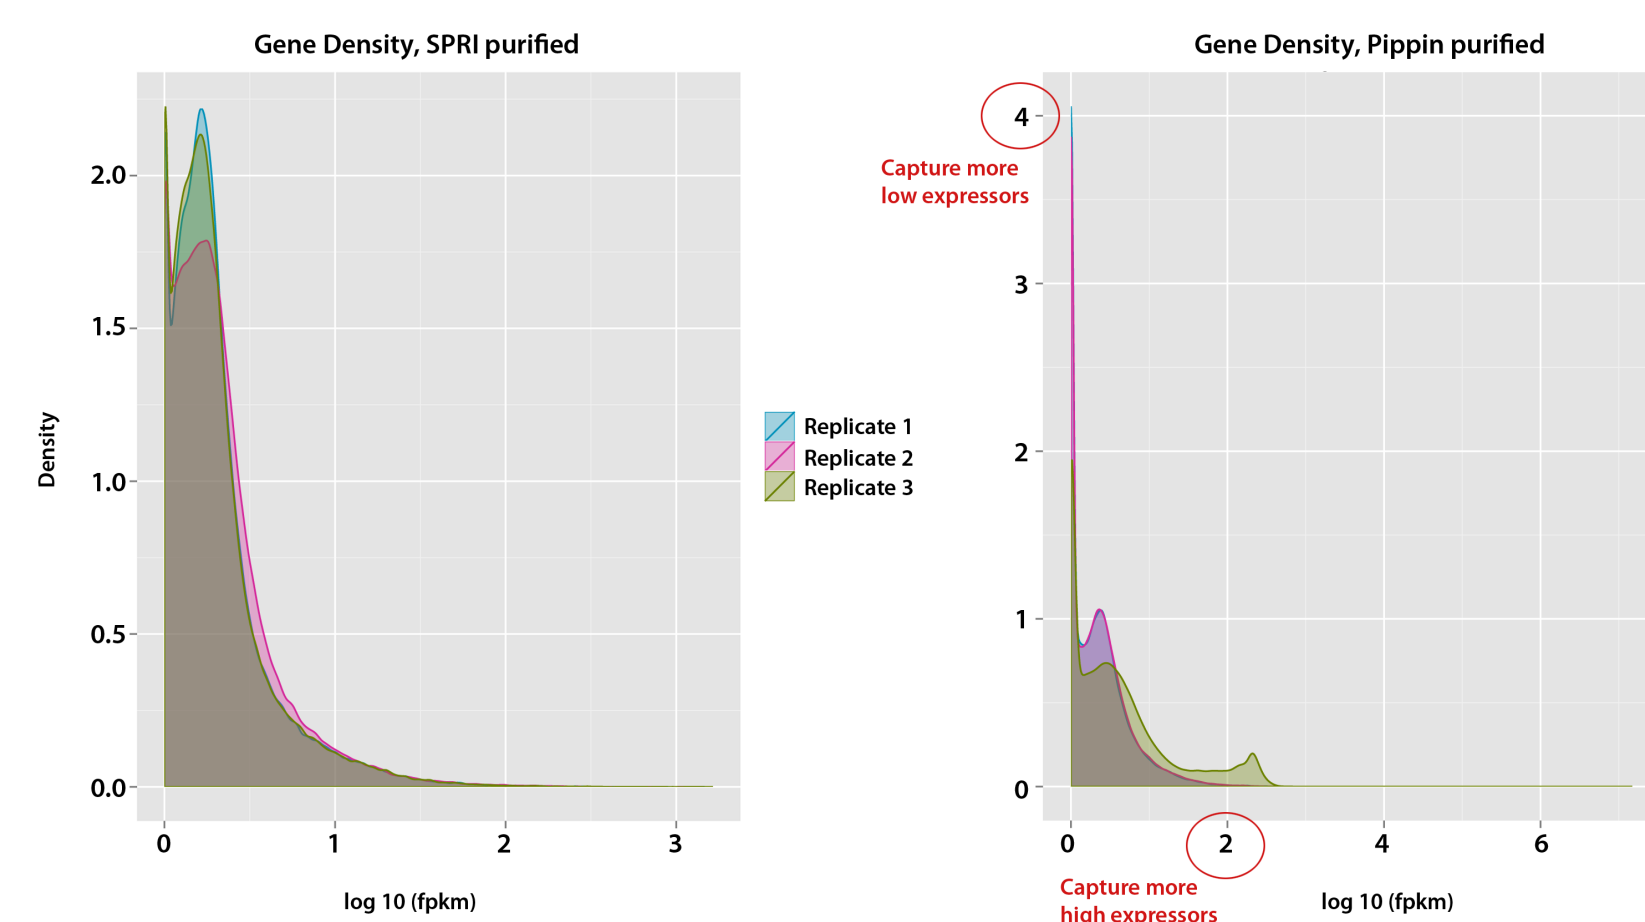 Gene Density, SPRI purified
2.0
1.5
1.0
0.5
0.0
Density
0 1 2 3
log 10 (fpkm)
Replicate 1
Replicate 2
Replicate 3
Gene Density, Pippin purified
4
Capture more
low expressors
3
2
1
0
0 2 4 6
Capture more
high expressors
log 10 (fpkm)